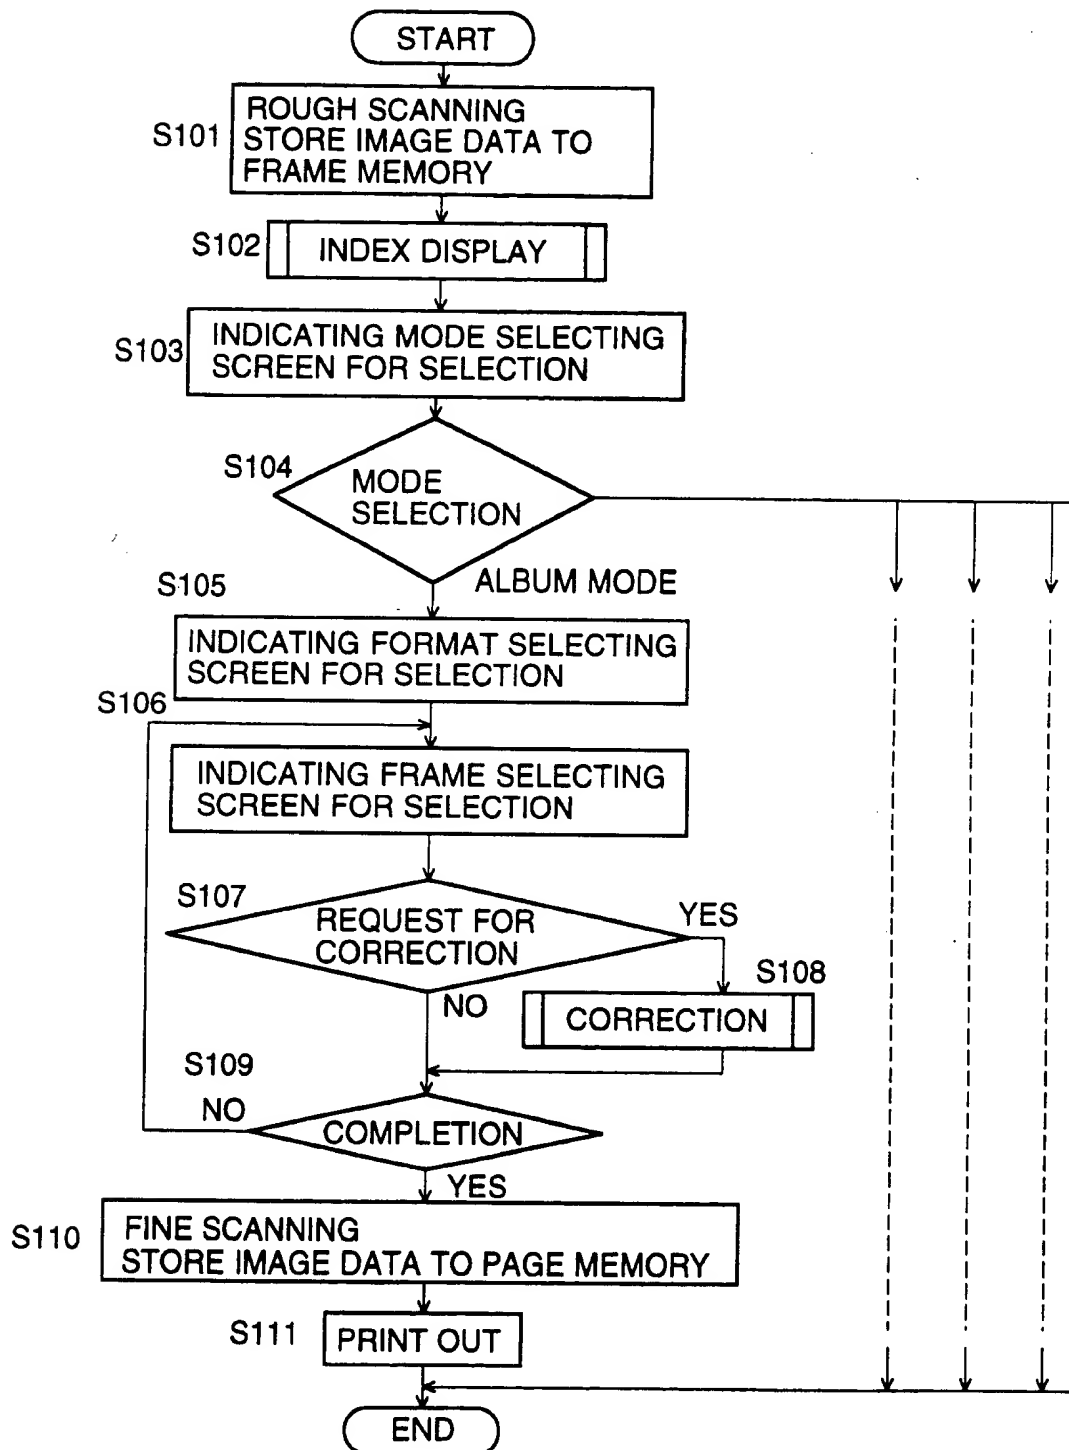 START
S101
ROUGH SCANNING
STORE IMAGE DATA TO
FRAME MEMORY
S102
INDEX DISPLAY
S103
INDICATING MODE SELECTING
SCREEN FOR SELECTION
S104
MODE
SELECTION
ALBUM MODE
S105
INDICATING FORMAT SELECTING
SCREEN FOR SELECTION
S106
INDICATING FRAME SELECTING
SCREEN FOR SELECTION
S107
REQUEST FOR
CORRECTION
YES
NO
S108
CORRECTION
S109
NO
COMPLETION
YES
S110
FINE SCANNING
STORE IMAGE DATA TO PAGE MEMORY
S111
PRINT OUT
END